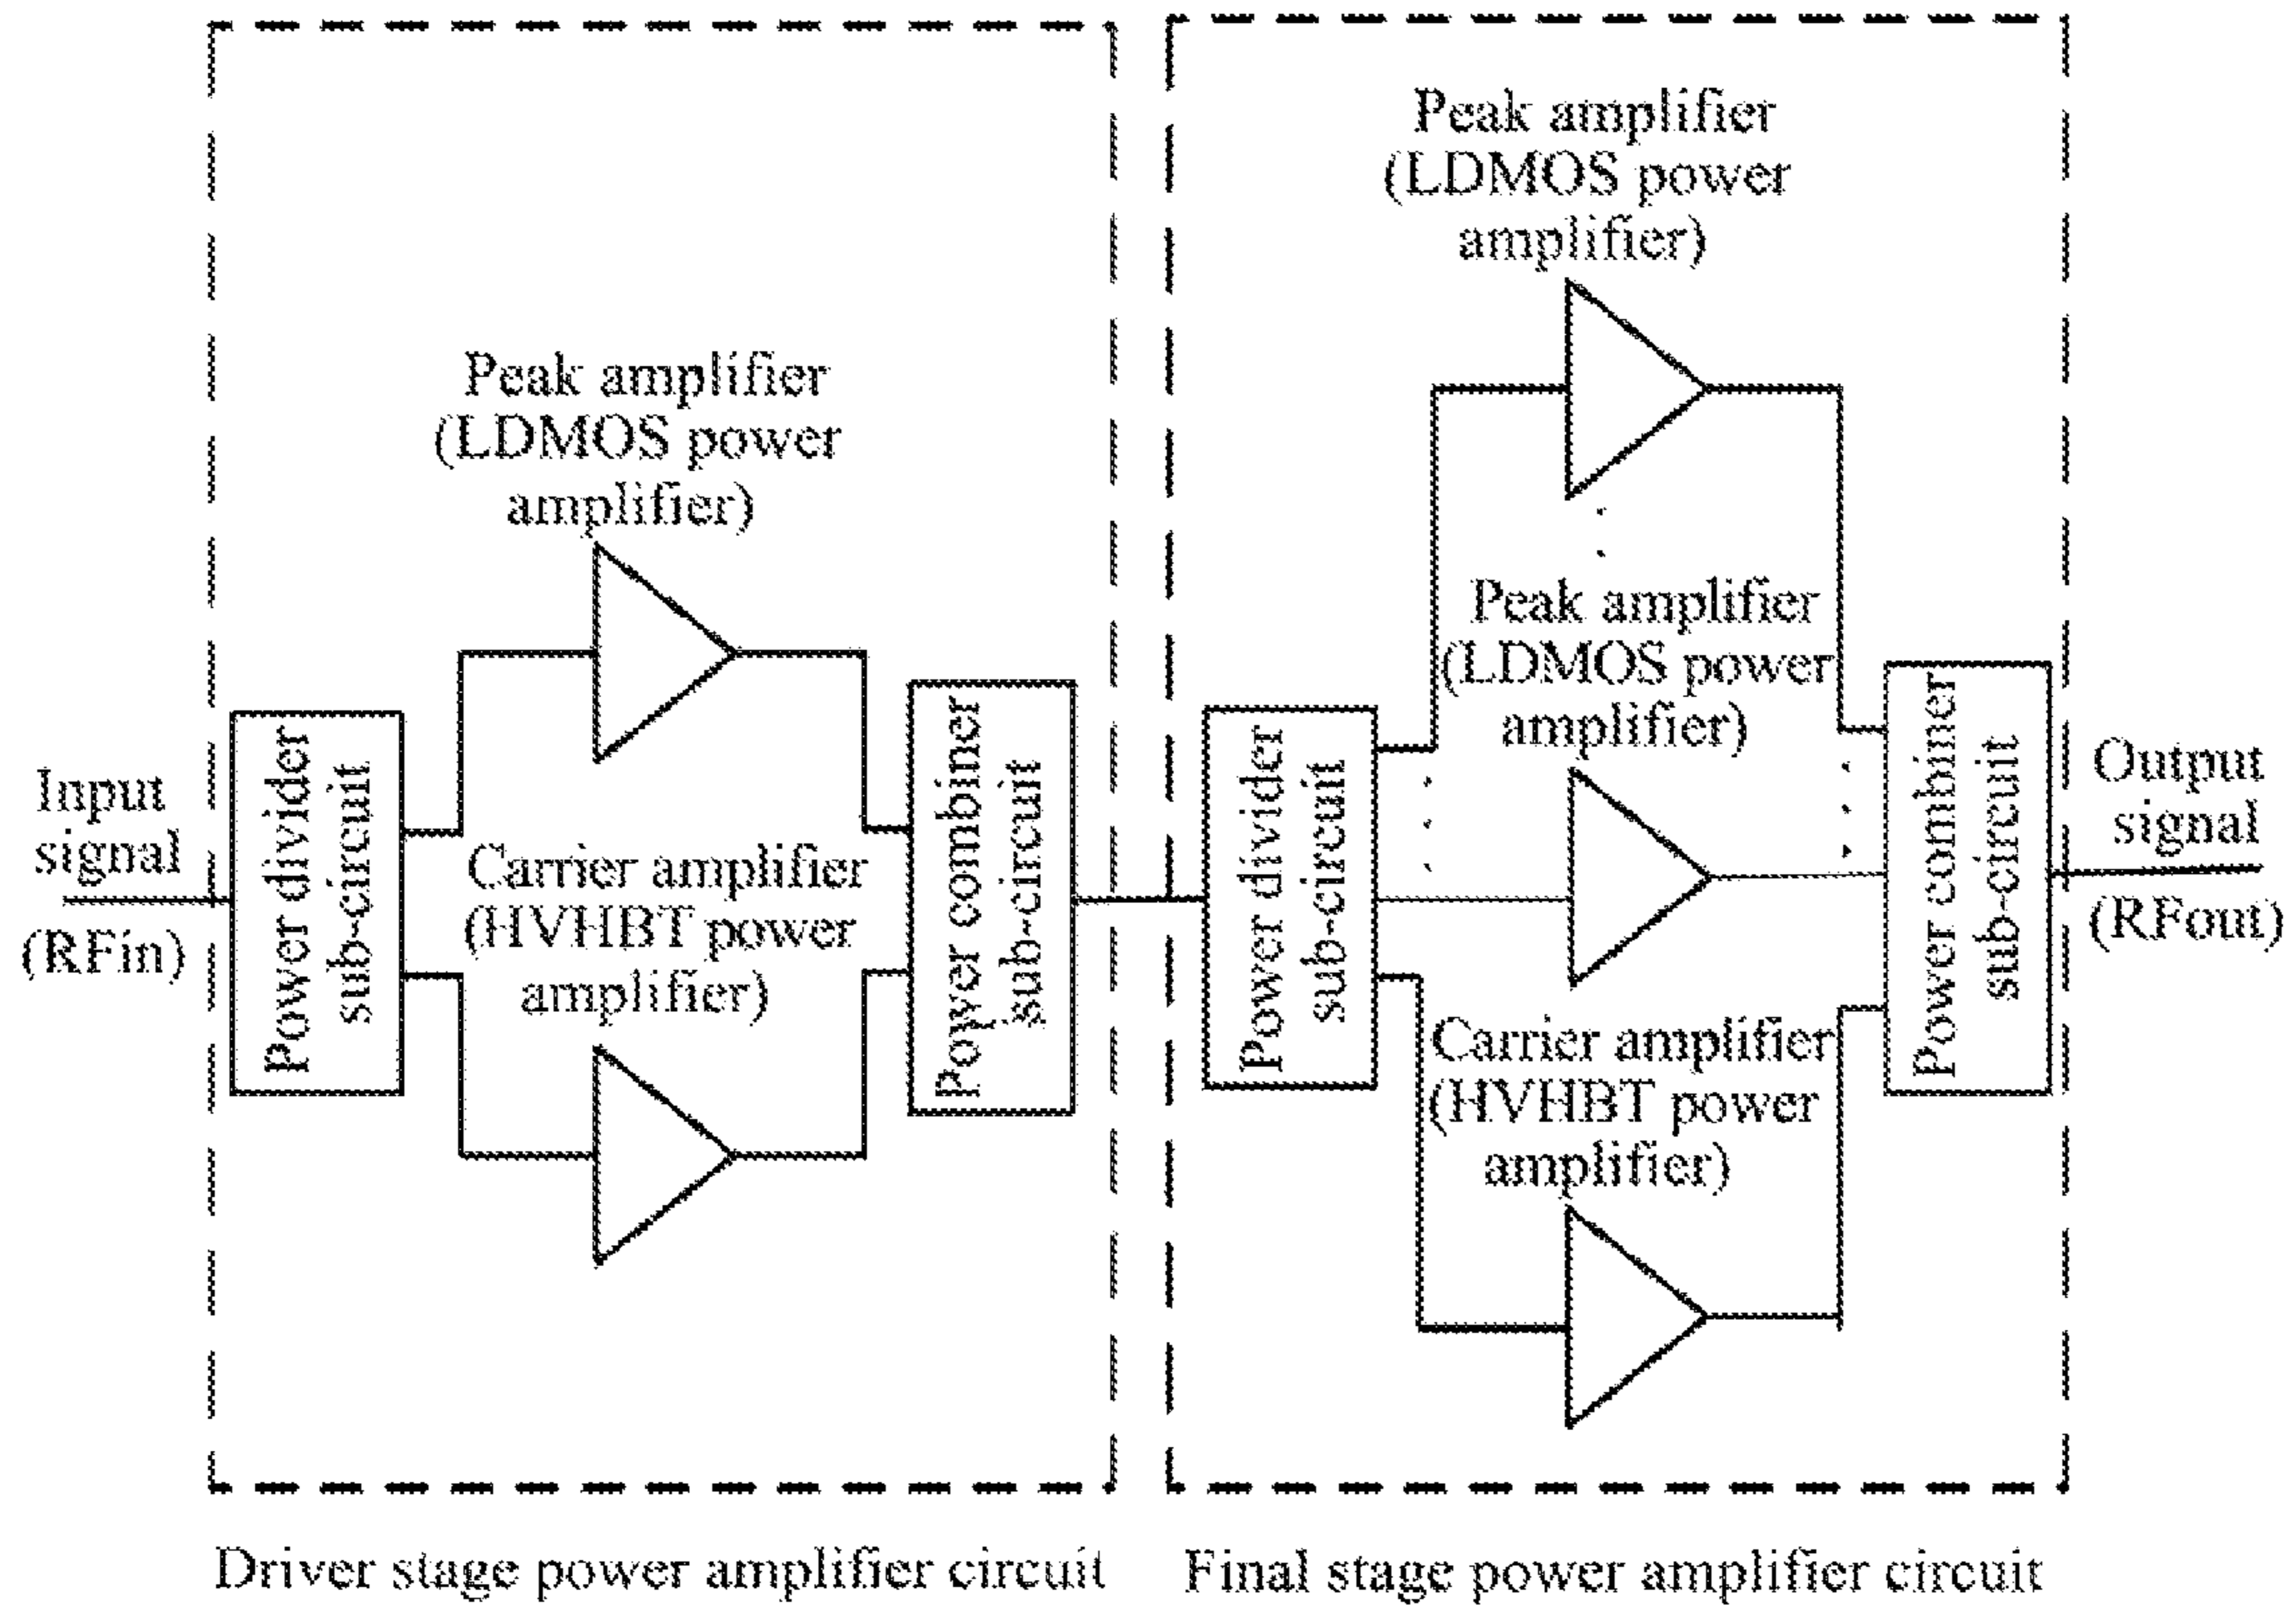 Peak amplifier
(LDMOS power
amplifier)
Peak amplifier
(LDMOS power
amplifier)
Peak amplifier
(LDMOS power
amplifier)
Input
signal
(RFin)
Power divider
sub-circuit
Carrier amplifier
(HVHBT power
amplifier)
Power combiner
sub-circuit
Power divider
sub-circuit
Carrier amplifier
(HVHBT power
amplifier)
Power combiner
sub-circuit
Output
signal
(RFout)
Driver stage power amplifier circuit
Final stage power amplifier circuit